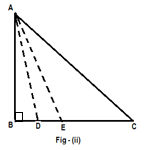 A
B D E C
Fig - (ii)